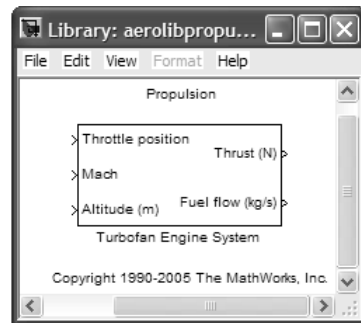 Library: aerolibpropu...
File Edit View Format Help
Propulsion
Throttle position
Thrust (N)
Mach
Altitude (m)
Fuel flow (kg/s)
Turbofan Engine System
Copyright 1990-2005 The MathWorks, Inc.